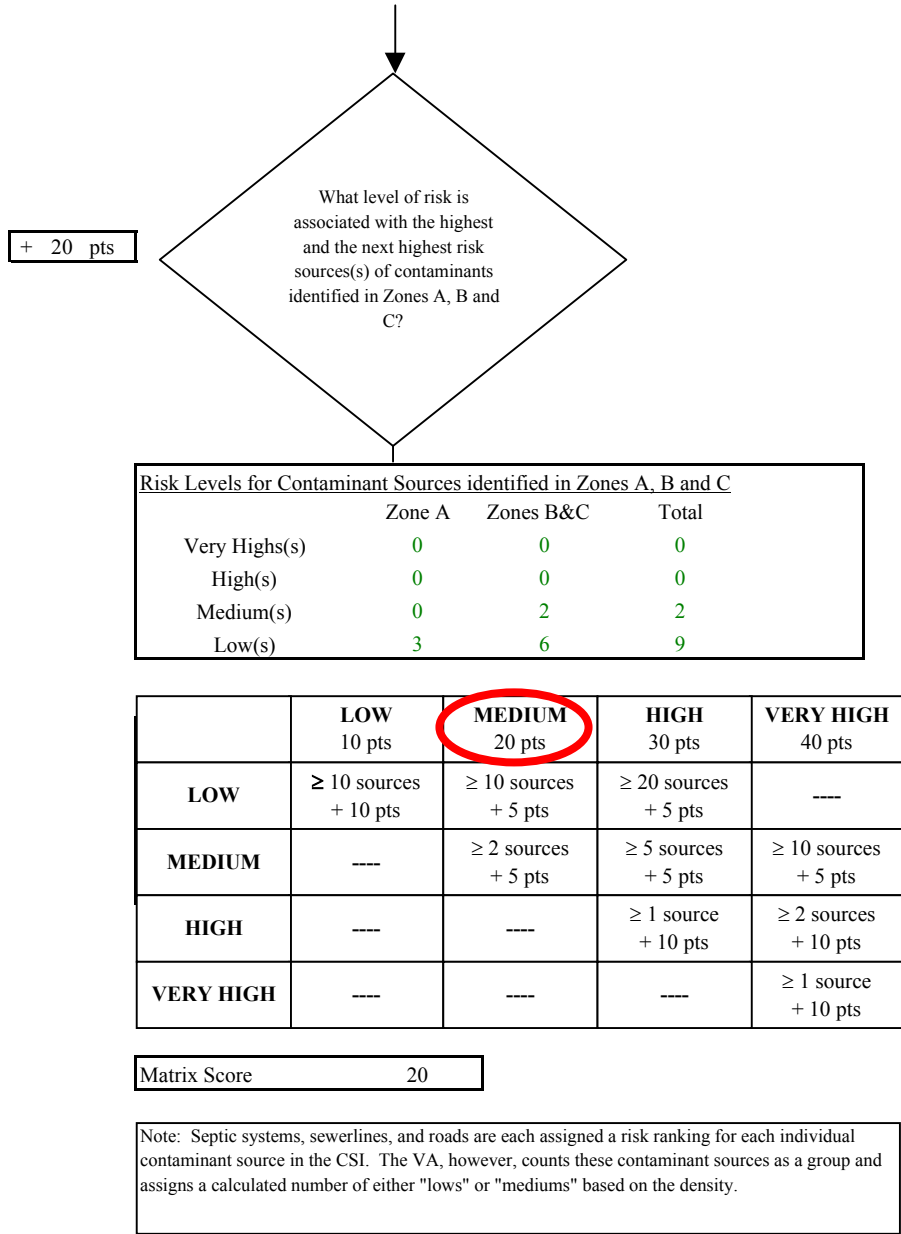 What level of risk is
associated with the highest
and the next highest risk
sources(s) of contaminants
identified in Zones A, B and
C?
+ 20 pts
Risk Levels for Contaminant Sources identified in Zones A, B and C
Zone A Zones B&C Total
Very Highs(s) 0 0 0
High(s) 0 0 0
Medium(s) 0 2 2
Low(s) 3 6 9
LOW MEDIUM HIGH VERY HIGH
10 pts 20 pts 30 pts 40 pts
LOW ≥ 10 sources ≥ 10 sources ≥ 20 sources ----
+ 10 pts + 5 pts + 5 pts
MEDIUM ---- ≥ 2 sources ≥ 5 sources ≥ 10 sources
+ 5 pts + 5 pts + 5 pts
HIGH ---- ---- ≥ 1 source ≥ 2 sources
+ 10 pts + 10 pts
VERY HIGH ---- ---- ---- ≥ 1 source
+ 10 pts
Matrix Score 20
Note: Septic systems, sewerlines, and roads are each assigned a risk ranking for each individual
contaminant source in the CSI. The VA, however, counts these contaminant sources as a group and
assigns a calculated number of either "lows" or "mediums" based on the density.